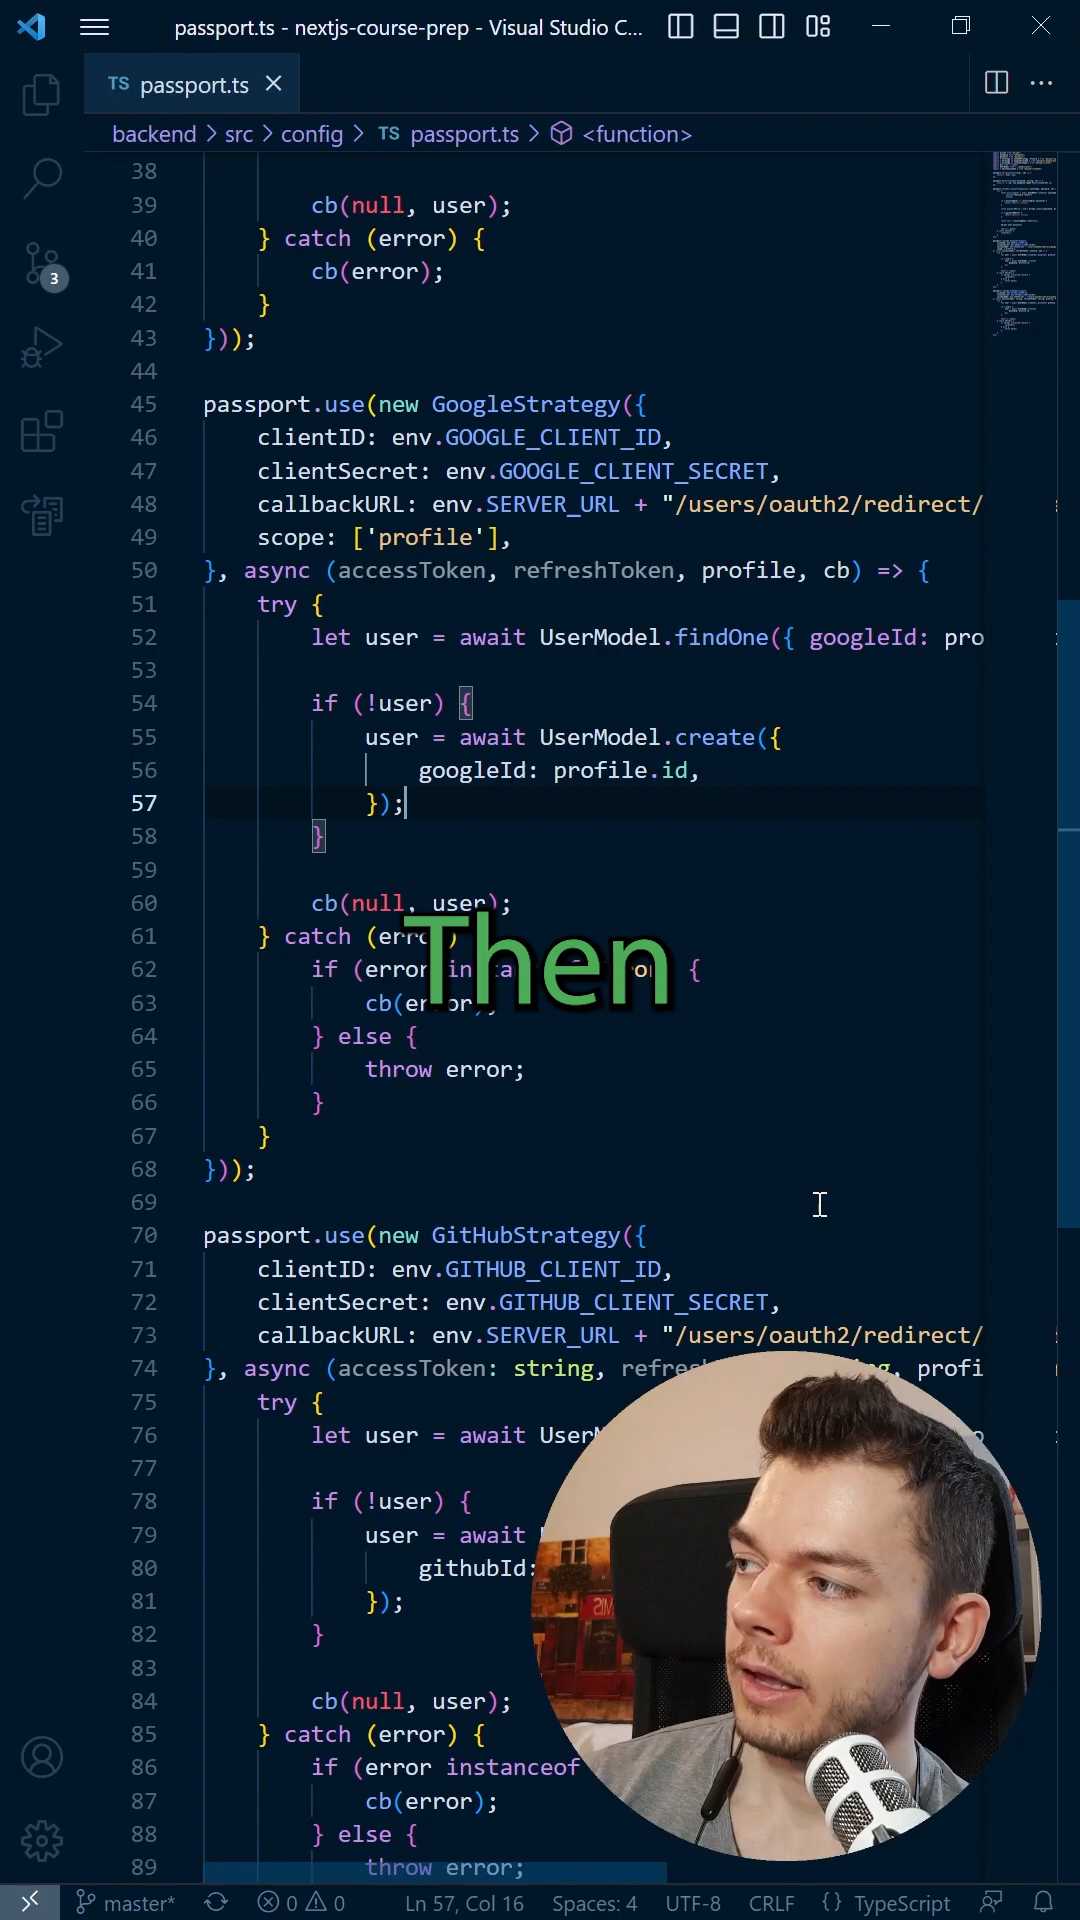 passport.ts - nextjs-course-prep - Visual Studio C...
TS passport.ts
backend > src > config > TS passport.ts > <function>
38
39 cb(null, user);
40 } catch (error) {
41 cb(error);
42 }
43 }));
44
45 passport.use(new GoogleStrategy({
46 clientID: env.GOOGLE_CLIENT_ID,
47 clientSecret: env.GOOGLE_CLIENT_SECRET,
48 callbackURL: env.SERVER_URL + "/users/oauth2/redirect/
49 scope: ['profile'],
50 }, async (accessToken, refreshToken, profile, cb) => {
51 try {
52 let user = await UserModel.findOne({ googleId: pro
53
54 if (!user) {
55 user = await UserModel.create({
56 googleId: profile.id,
57 });
58 }
59
60 cb(null, user);
61 } catch (erro )
Then
62 if (error in {
63 cb(error);
64 } else {
65 throw error;
66 }
67 }
68 }));
69
70 passport.use(new GitHubStrategy({
71 clientID: env.GITHUB_CLIENT_ID,
72 clientSecret: env.GITHUB_CLIENT_SECRET,
73 callbackURL: env.SERVER_URL + "/users/oauth2/redirect/
74 }, async (accessToken: string, refres , profi
75 try {
76 let user = await User
77
78 if (!user) {
79 user = await
80 githubId:
81 });
82 }
83
84 cb(null, user);
85 } catch (error) {
86 if (error instanceof
87 cb(error);
88 } else {
89 throw error;
3
master* 0 0 Ln 57, Col 16 Spaces: 4 UTF-8 CRLF {} TypeScript